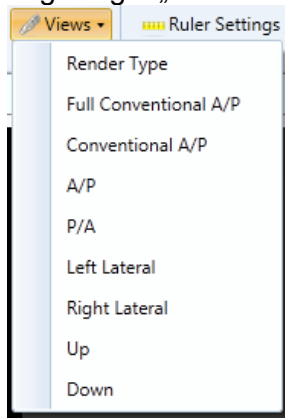 Views
Ruler Settings
Render Type
Full Conventional A/P
Conventional A/P
A/P
P/A
Left Lateral
Right Lateral
Up
Down